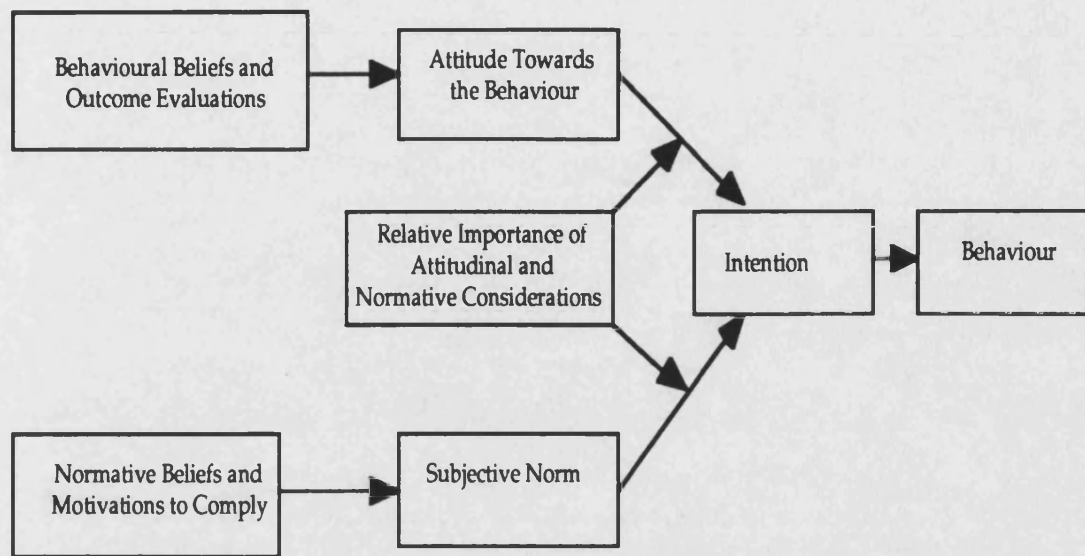 Behavioural Beliefs and
Outcome Evaluations
Attitude Towards
the Behaviour
Relative Importance of
Attitudinal and
Normative Considerations
Intention
Behaviour
Normative Beliefs and
Motivations to Comply
Subjective Norm